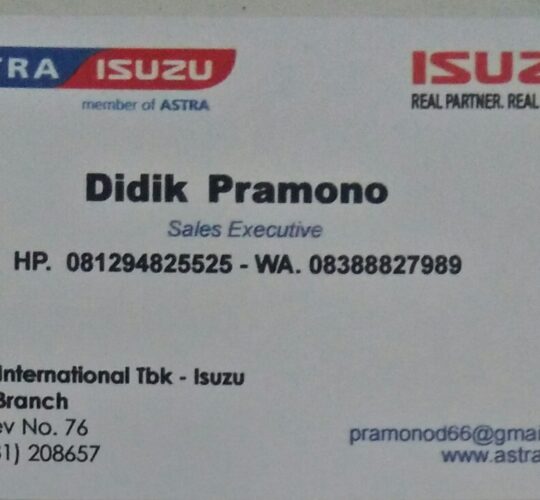 TRA ISUZU
member of ASTRA
ISUZ
REAL PARTNER. REAL
Didik Pramono
Sales Executive
HP. 081294825525 - WA. 08388827989
International Tbk - Isuzu
Branch
ev No. 76
31) 208657
pramonod66@gmai
www.astra